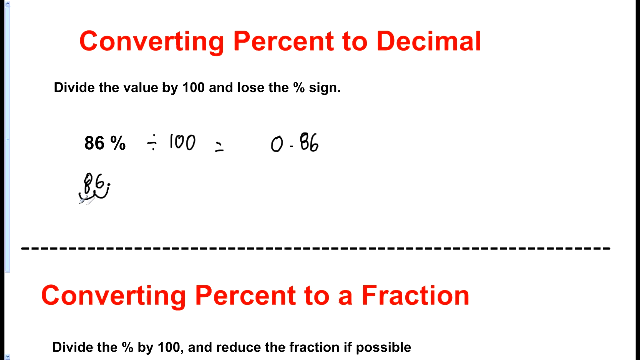 Converting Percent to Decimal
Divide the value by 100 and lose the % sign.
86 % ÷ 100 = 0.86
86.
Converting Percent to a Fraction
Divide the % by 100, and reduce the fraction if possible